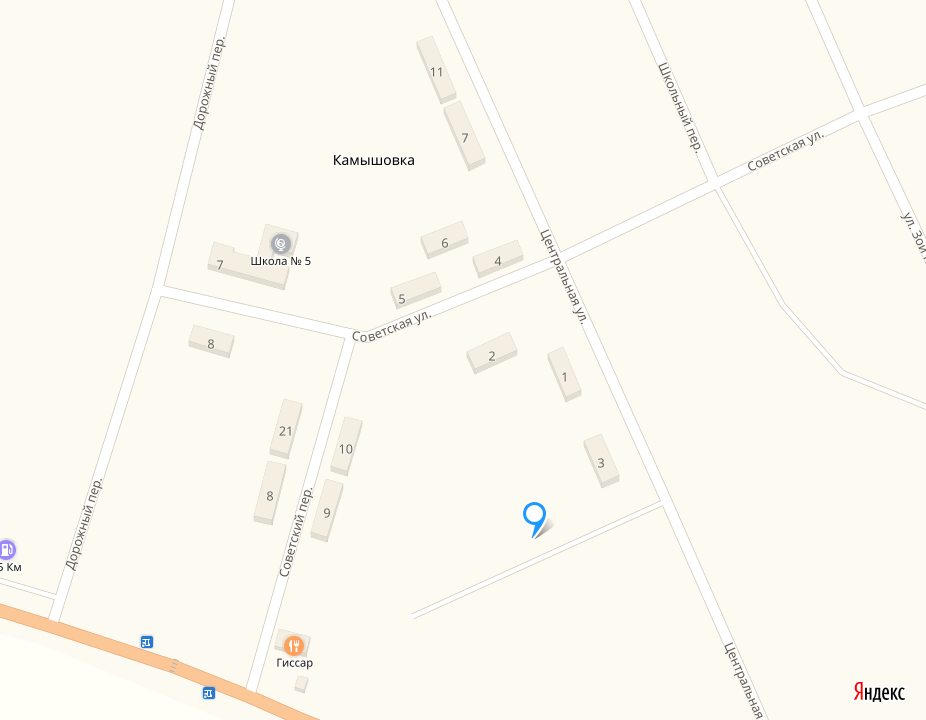 11
Дорожный пер.
Школьный пер.
7
Советская ул.
Камышовка
ул. Зои
6
Центральная ул.
4
Школа № 5
7
5
Советская ул.
8
2
1
21
10
3
8
9
Дорожный пер.
Советский пер.
5 Км
Гиссар
Центральная
Яндекс